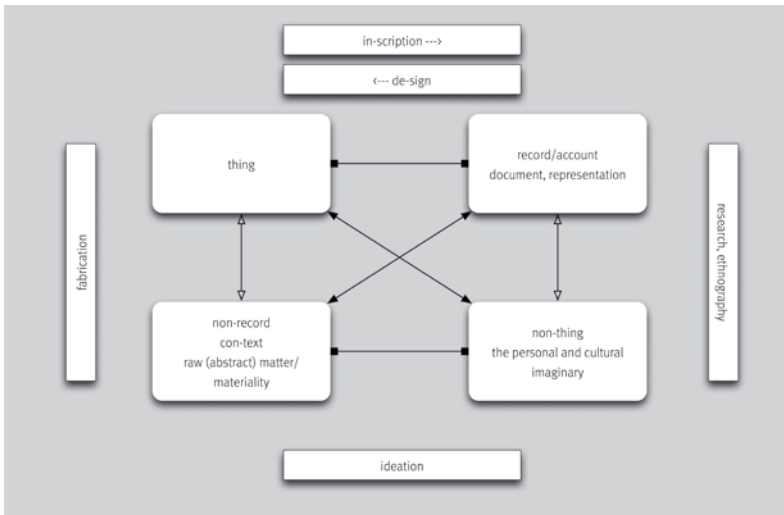 in-scription --->
<--- de-sign
thing
record/account
document, representation
fabrication
research, ethnography
non-record
con-text
raw (abstract) matter/
materiality
non-thing
the personal and cultural
imaginary
ideation